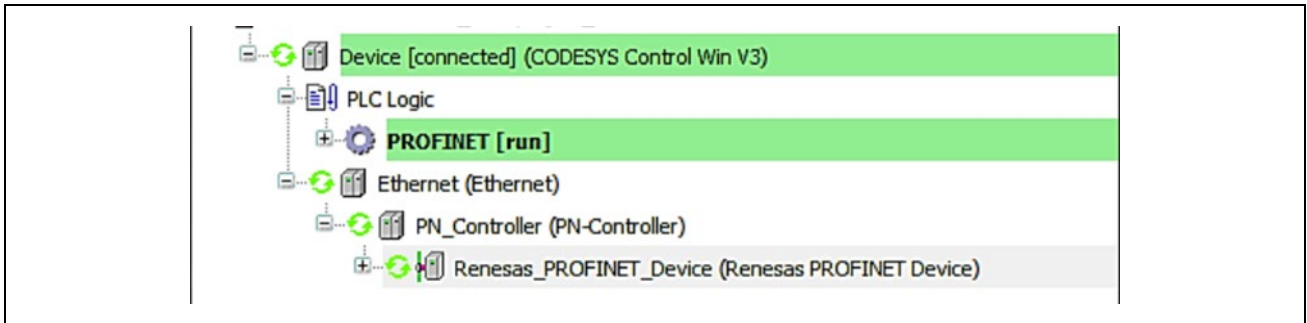 Device [connected] (CODESYS Control Win V3)
PLC Logic
PROFINET [run]
Ethernet (Ethernet)
PN_Controller (PN-Controller)
Renesas_PROFINET_Device (Renesas PROFINET Device)